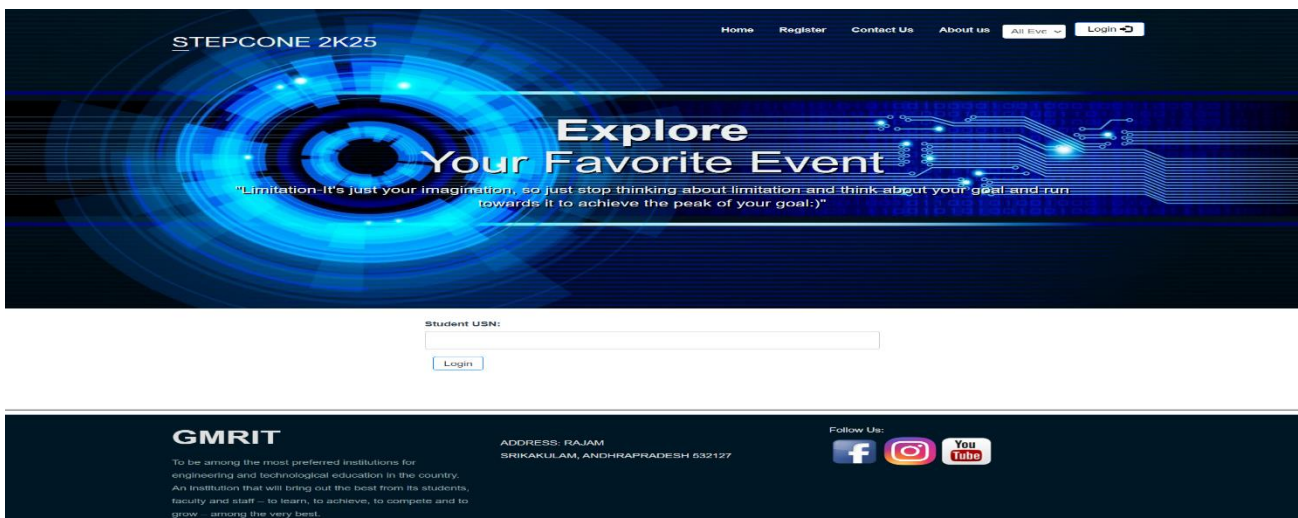 STEPCONE 2K25
Home Register Contact Us About us All Eve Login
Explore
Your Favorite Event
"Limitation-It's just your imagination, so just stop thinking about limitation and think about your goal and run
towards it to achieve the peak of your goal:)"
Student USN:
Login
GMRIT
To be among the most preferred institutions for
engineering and technological education in the country.
An Institution that will bring out the best from its students,
faculty and staff – to learn, to achieve, to compete and to
grow – among the very best.
ADDRESS: RAJAM
SRIKAKULAM, ANDHRAPRADESH 532127
Follow Us:
You
Tube